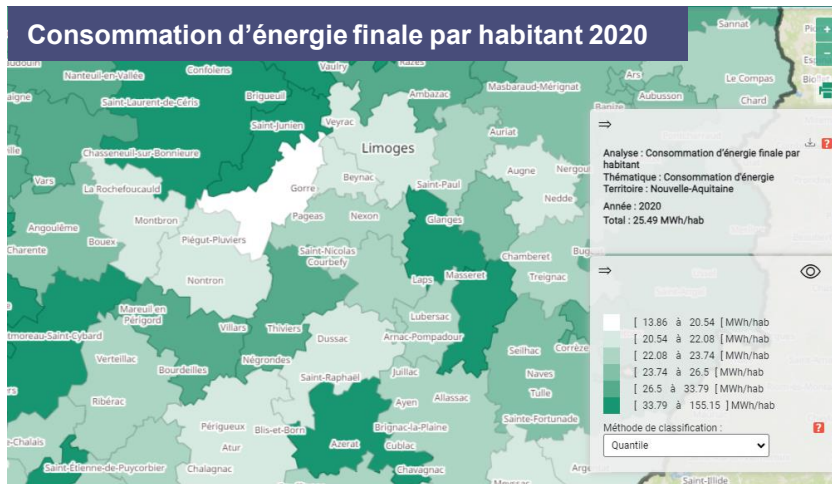 Consommation d'énergie finale par habitant 2020
Sannat
Confolens
Vaulry
Razès
Nanteuil-en-Vallée
Ars
Le Compas
Masbaraud-Mérignat
Ambazac
Brigueuil
Aubusson
Chard
Saint-Laurent-de-Céris
Banize
Saint-Junien
Veyrac
Auriat
Limoges
Chasseneuil-sur-Bonnieure
Augne
Beynac
Vars
La Rochefoucauld
Gorre
Saint-Paul
Nedde
Montbron
Pageas
Nexon
Glanges
Angoulême
Bouex
Piégut-Pluviers
Charente
Saint-Nicolas
Courbefy
Chamberet
Nontron
Laps
Masseret
Treignac
Mareuil en
Périgord
Lubersac
Villars
Thiviers
Dussac
Arnac-Pompadour
Seilhac
Corrèze
Verteillac
Négrondes
Bourdeilles
Saint-Raphaël
Juillac
Naves
Tulle
Ribérac
Ayen
Allassac
Périgueux
Blis-et-Born
Brignac-la-Plaine
Sainte-Fortunade
Atur
Azerat
Cublac
Saint-Étienne-de-Puycorbier
Chalagnac
Chavagnac
Saint-Illide
⇒
Analyse : Consommation d'énergie finale par
habitant
Thématique : Consommation d'énergie
Territoire : Nouvelle-Aquitaine
Année : 2020
Total : 25.49 MWh/hab
⇒
[ 13.86 à 20.54 [ MWh/hab
[ 20.54 à 22.08 [ MWh/hab
[ 22.08 à 23.74 [ MWh/hab
[ 23.74 à 26.5 [ MWh/hab
[ 26.5 à 33.79 [ MWh/hab
[ 33.79 à 155.15 ] MWh/hab
Méthode de classification :
?
Quantile